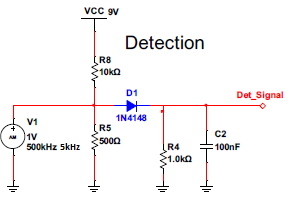 VCC 9V
Detection
R8
10kΩ
D1
1N4148
Det_Signal
V1
AM
1V
500kHz 5kHz
R5
500Ω
R4
1.0kΩ
C2
100nF